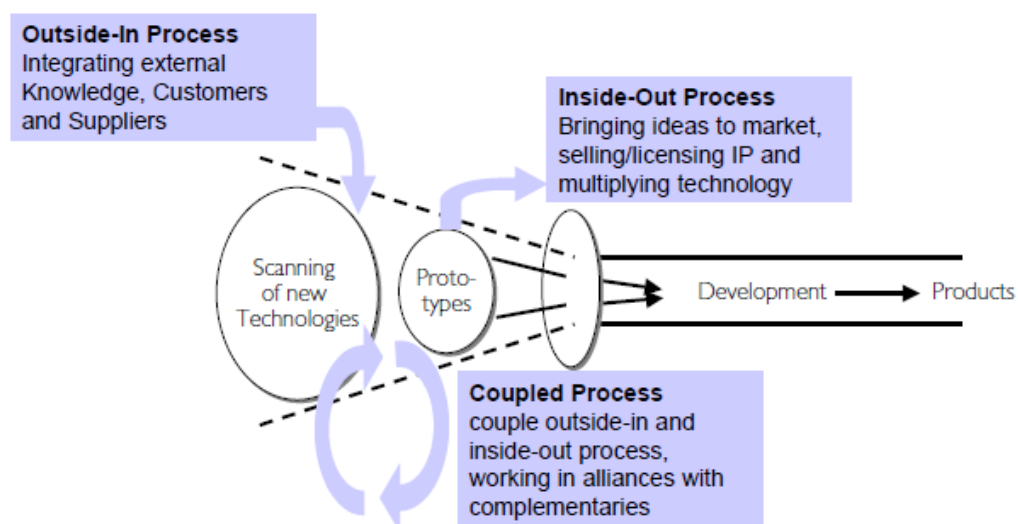 Outside-In Process
Integrating external
Knowledge, Customers
and Suppliers
Inside-Out Process
Bringing ideas to market,
selling/licensing IP and
multiplying technology
Scanning
of new
Technologies
Proto-
types
Development
Products
Coupled Process
couple outside-in and
inside-out process,
working in alliances with
complementaries